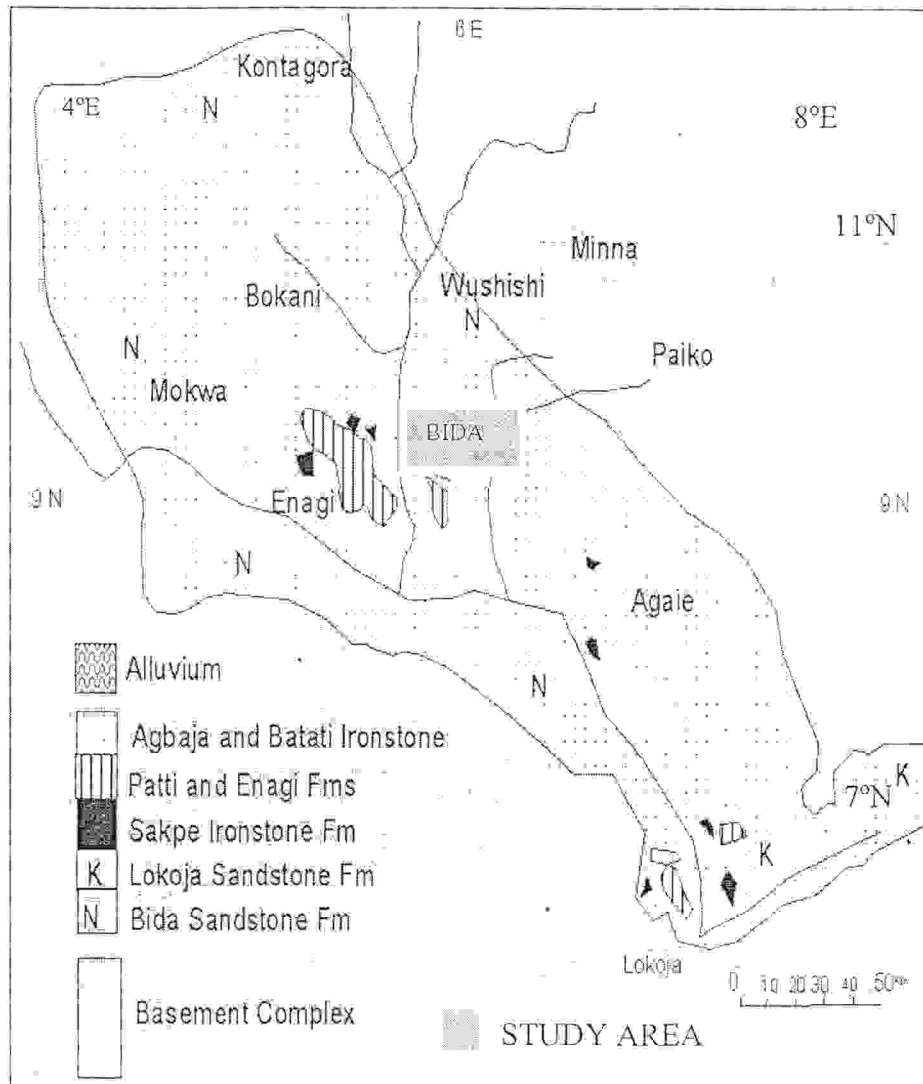 6 E
Kontagora
4°E
N
8°E
11°N
Minna
Bokani
Wushishi
N
N
Paiko
Mokwa
BIDA
9 N
Enagi
9 N
N
Agaie
N
Alluvium
Agbaja and Batati Ironstone
Patti and Enagi Fms
Sakpe Ironstone Fm
K Lokoja Sandstone Fm
N Bida Sandstone Fm
Basement Complex
K
7°N
K
Lokoja
0 10 20 30 40 50
STUDY AREA